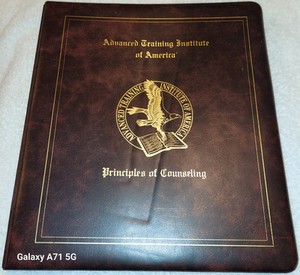 Advanced Training Institute
of America
ADVANCED TRAINING INSTITUTE OF AMERICA
Principles of Counseling
Galaxy A71 5G